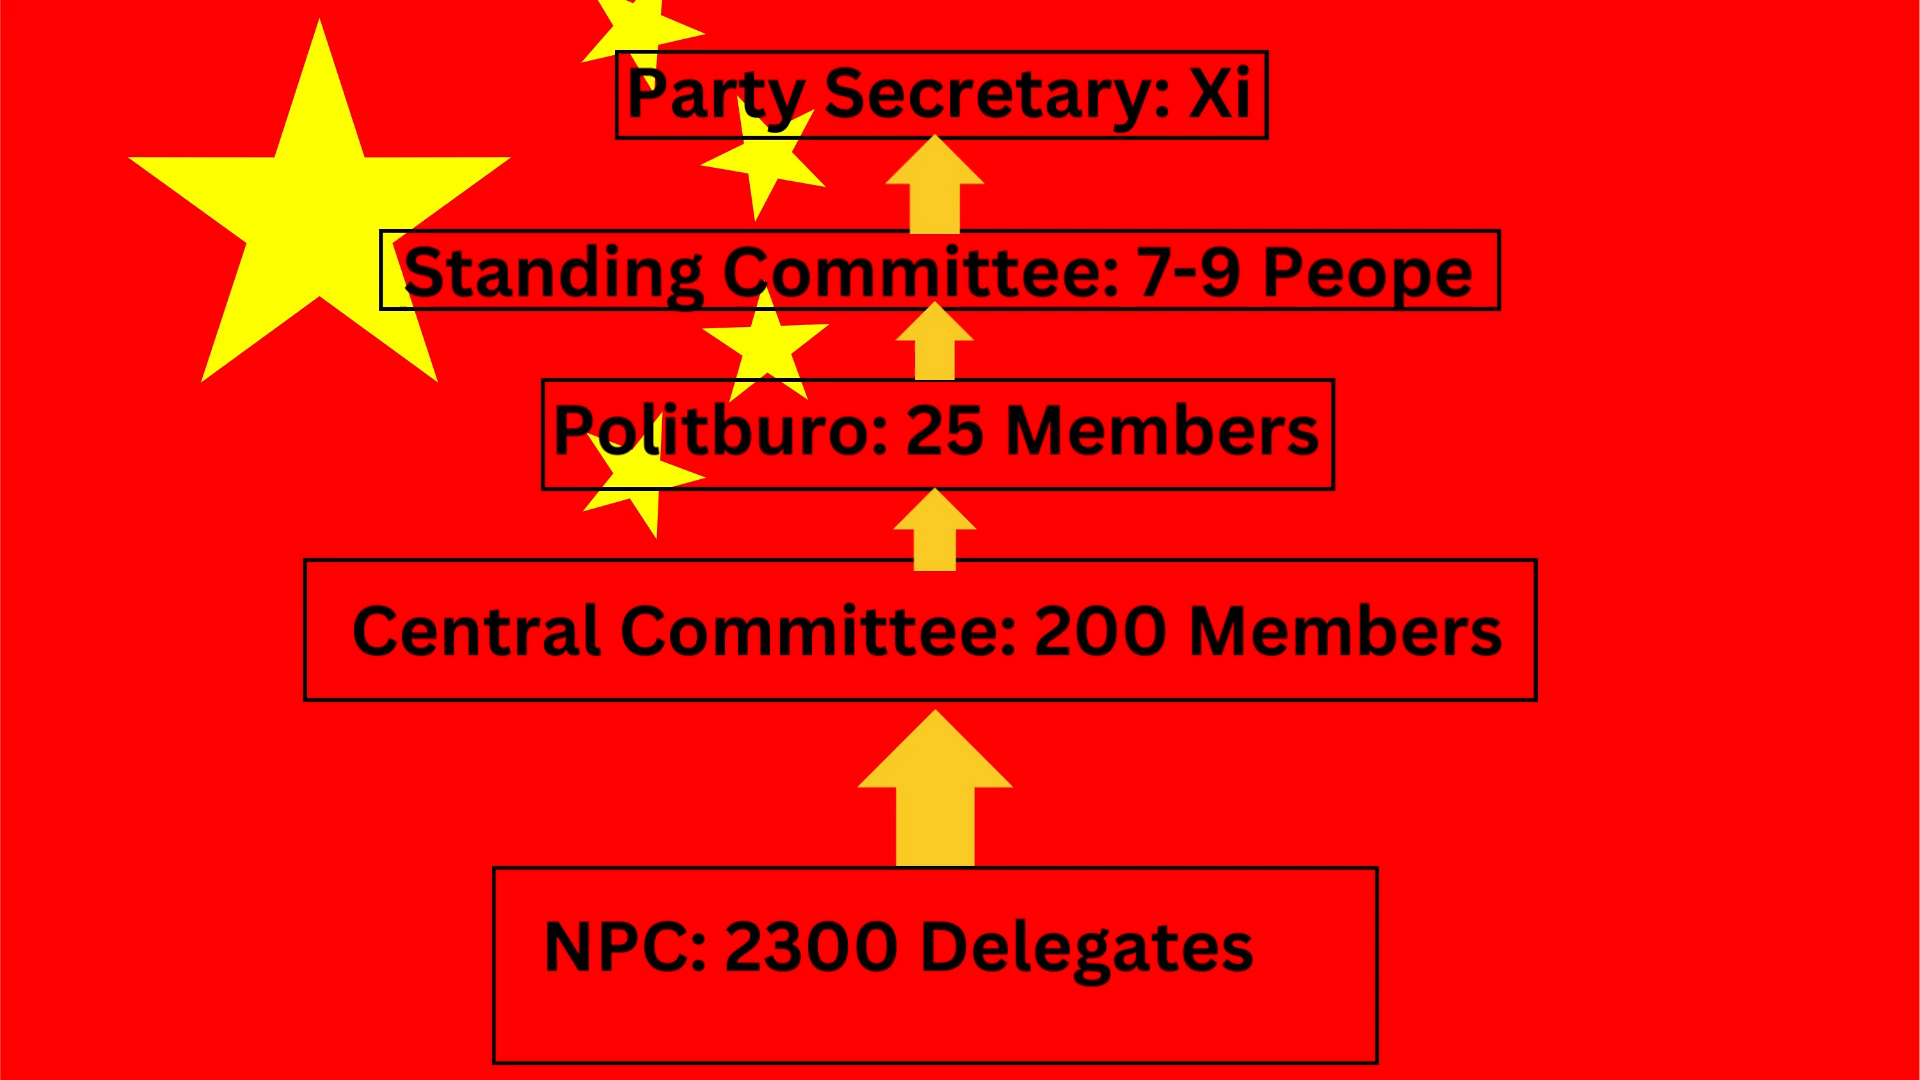 Party Secretary: Xi
Standing Committee: 7-9 Peope
Politburo: 25 Members
Central Committee: 200 Members
NPC: 2300 Delegates